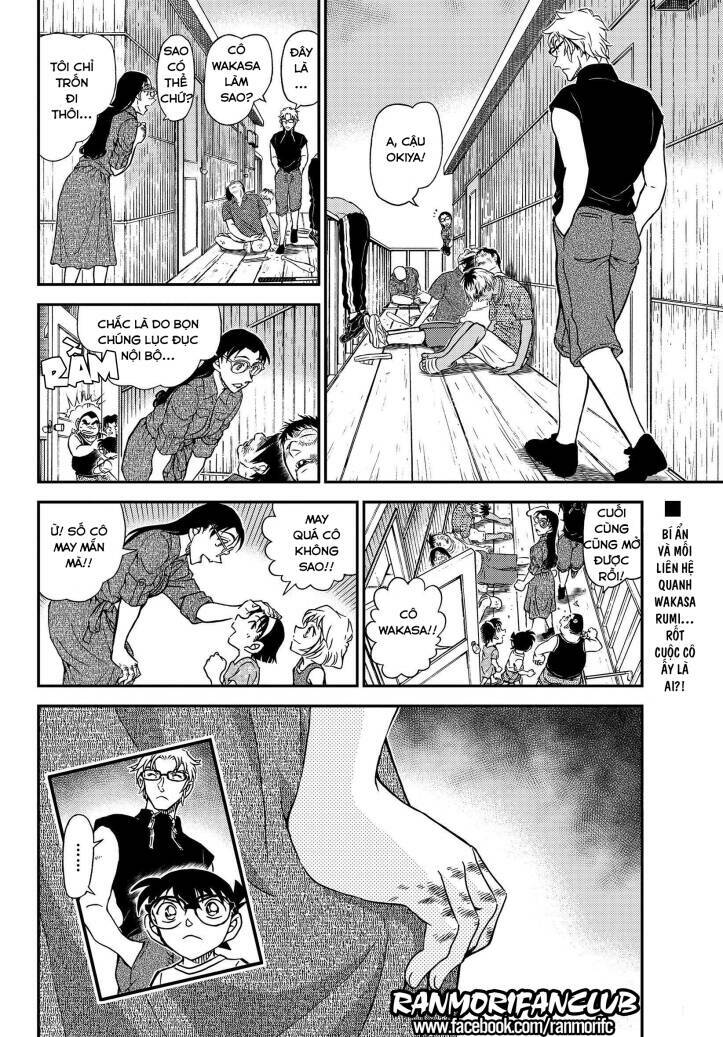 A, CẬU
OKIYA!
ĐÂY
LÀ
...
CÔ
WAKASA
LÀM
SAO?
SAO
CÓ
THỂ
CHỨ?
TÔI CHỈ
TRỐN
ĐI
THÔI...
CHẮC LÀ DO BỌN
CHÚNG LỤC ĐỤC
NỘI BỘ...
RẦM
CUỐI
CÙNG
CŨNG MỞ
ĐƯỢC
RỒI!
CÔ
WAKASA!!
MAY
QUÁ CÔ
KHÔNG
SAO!!
Ừ! SỐ CÔ
MAY MẮN
MÀ!!
BÍ ẨN
VÀ MỐI
LIÊN HỆ
QUANH
WAKASA
RUMI...
RỐT
CUỘC CÔ
ẤY LÀ
AI?!
......
RANMORIFANCLUB
www.facebook.com/ranmorifc